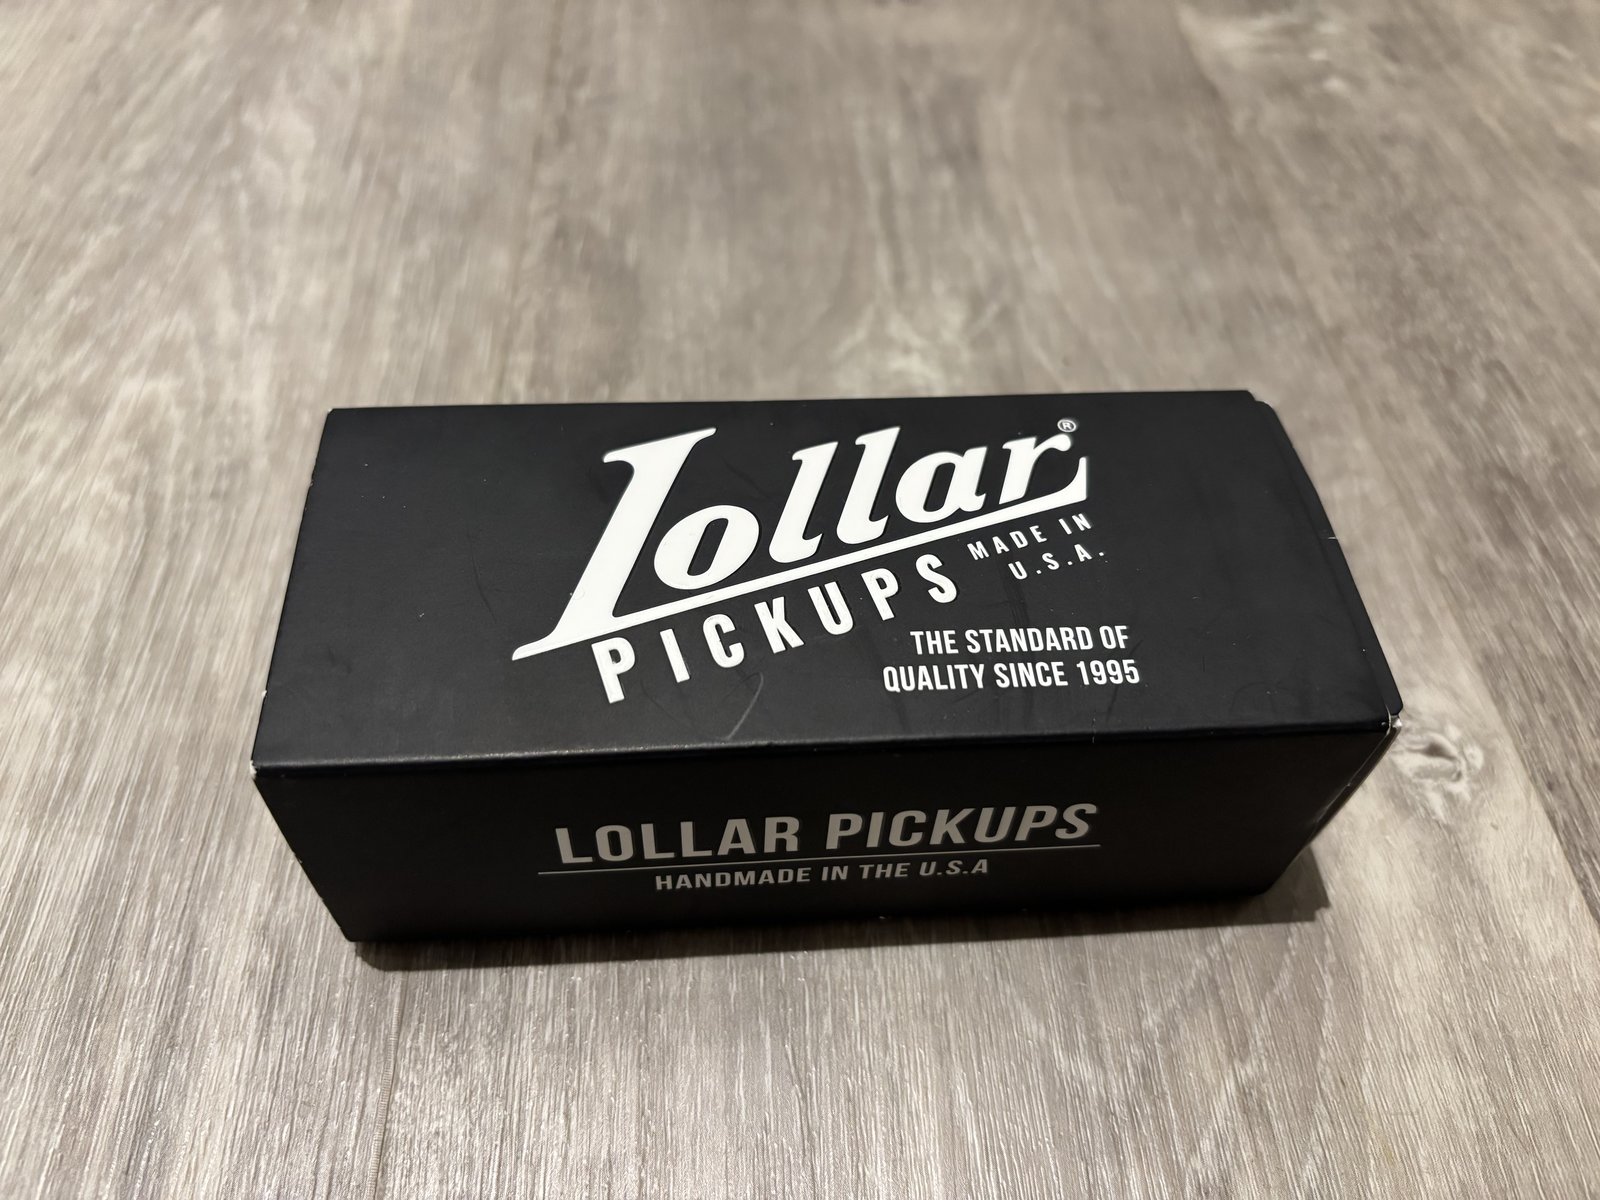 Lollar®
PICKUPS MADE IN
U.S.A.
THE STANDARD OF
QUALITY SINCE 1995
LOLLAR PICKUPS
HANDMADE IN THE U.S.A